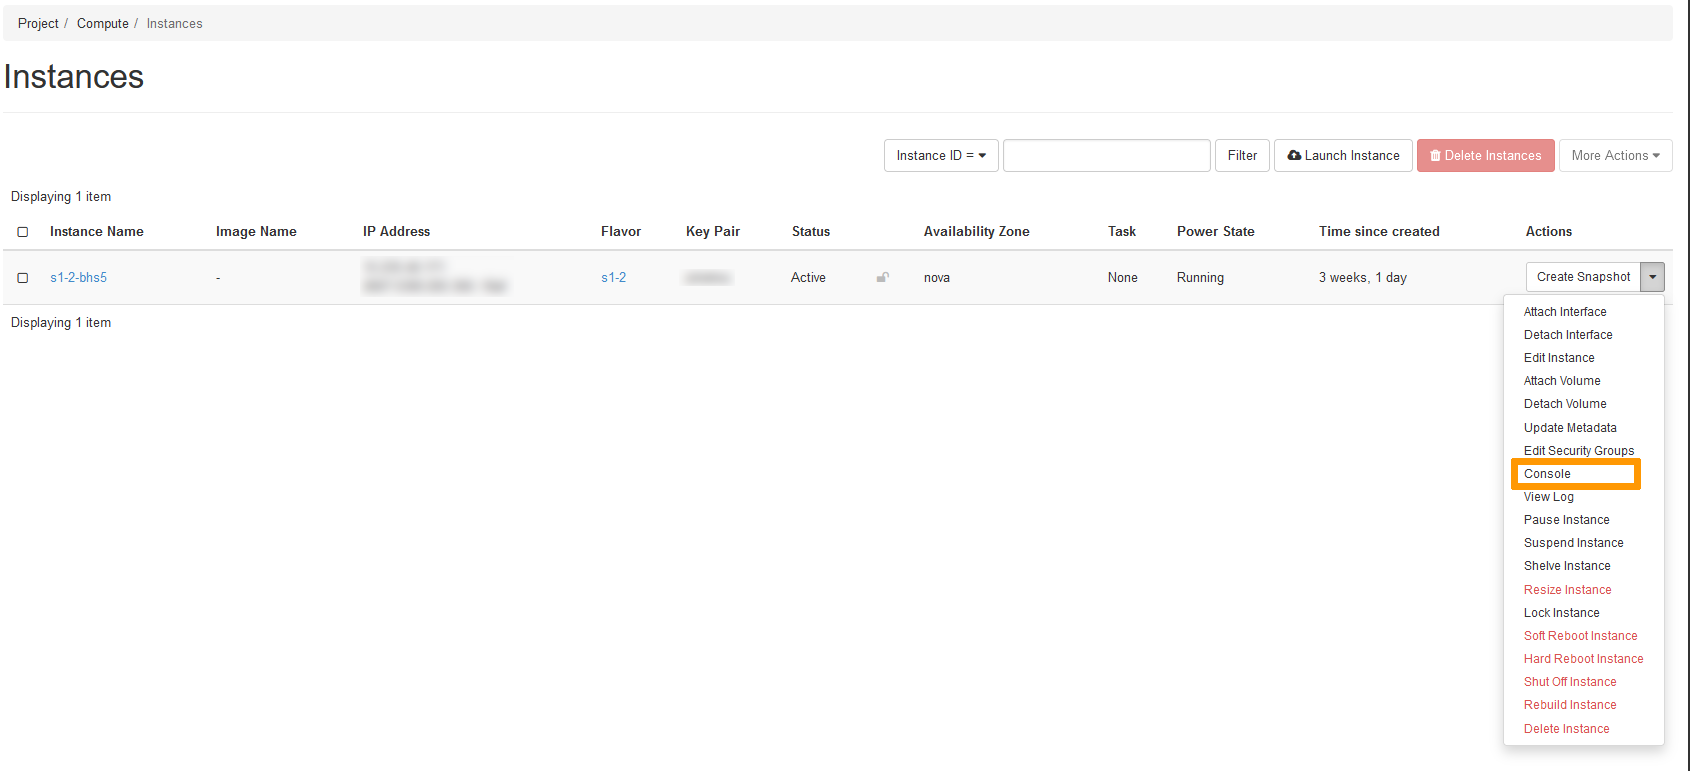 Project / Compute / Instances
Instances
Instance ID = Filter Launch Instance Delete Instances More Actions
Displaying 1 item
Instance Name Image Name IP Address Flavor Key Pair Status Availability Zone Task Power State Time since created Actions
s1-2-bhs5 - s1-2 Active nova None Running 3 weeks, 1 day Create Snapshot
Displaying 1 item
Attach Interface
Detach Interface
Edit Instance
Attach Volume
Detach Volume
Update Metadata
Edit Security Groups
Console
View Log
Pause Instance
Suspend Instance
Shelve Instance
Resize Instance
Lock Instance
Soft Reboot Instance
Hard Reboot Instance
Shut Off Instance
Rebuild Instance
Delete Instance